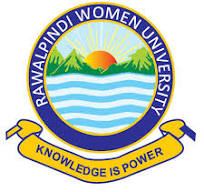 RAWALPINDI WOMEN UNIVERSITY
KNOWLEDGE IS POWER